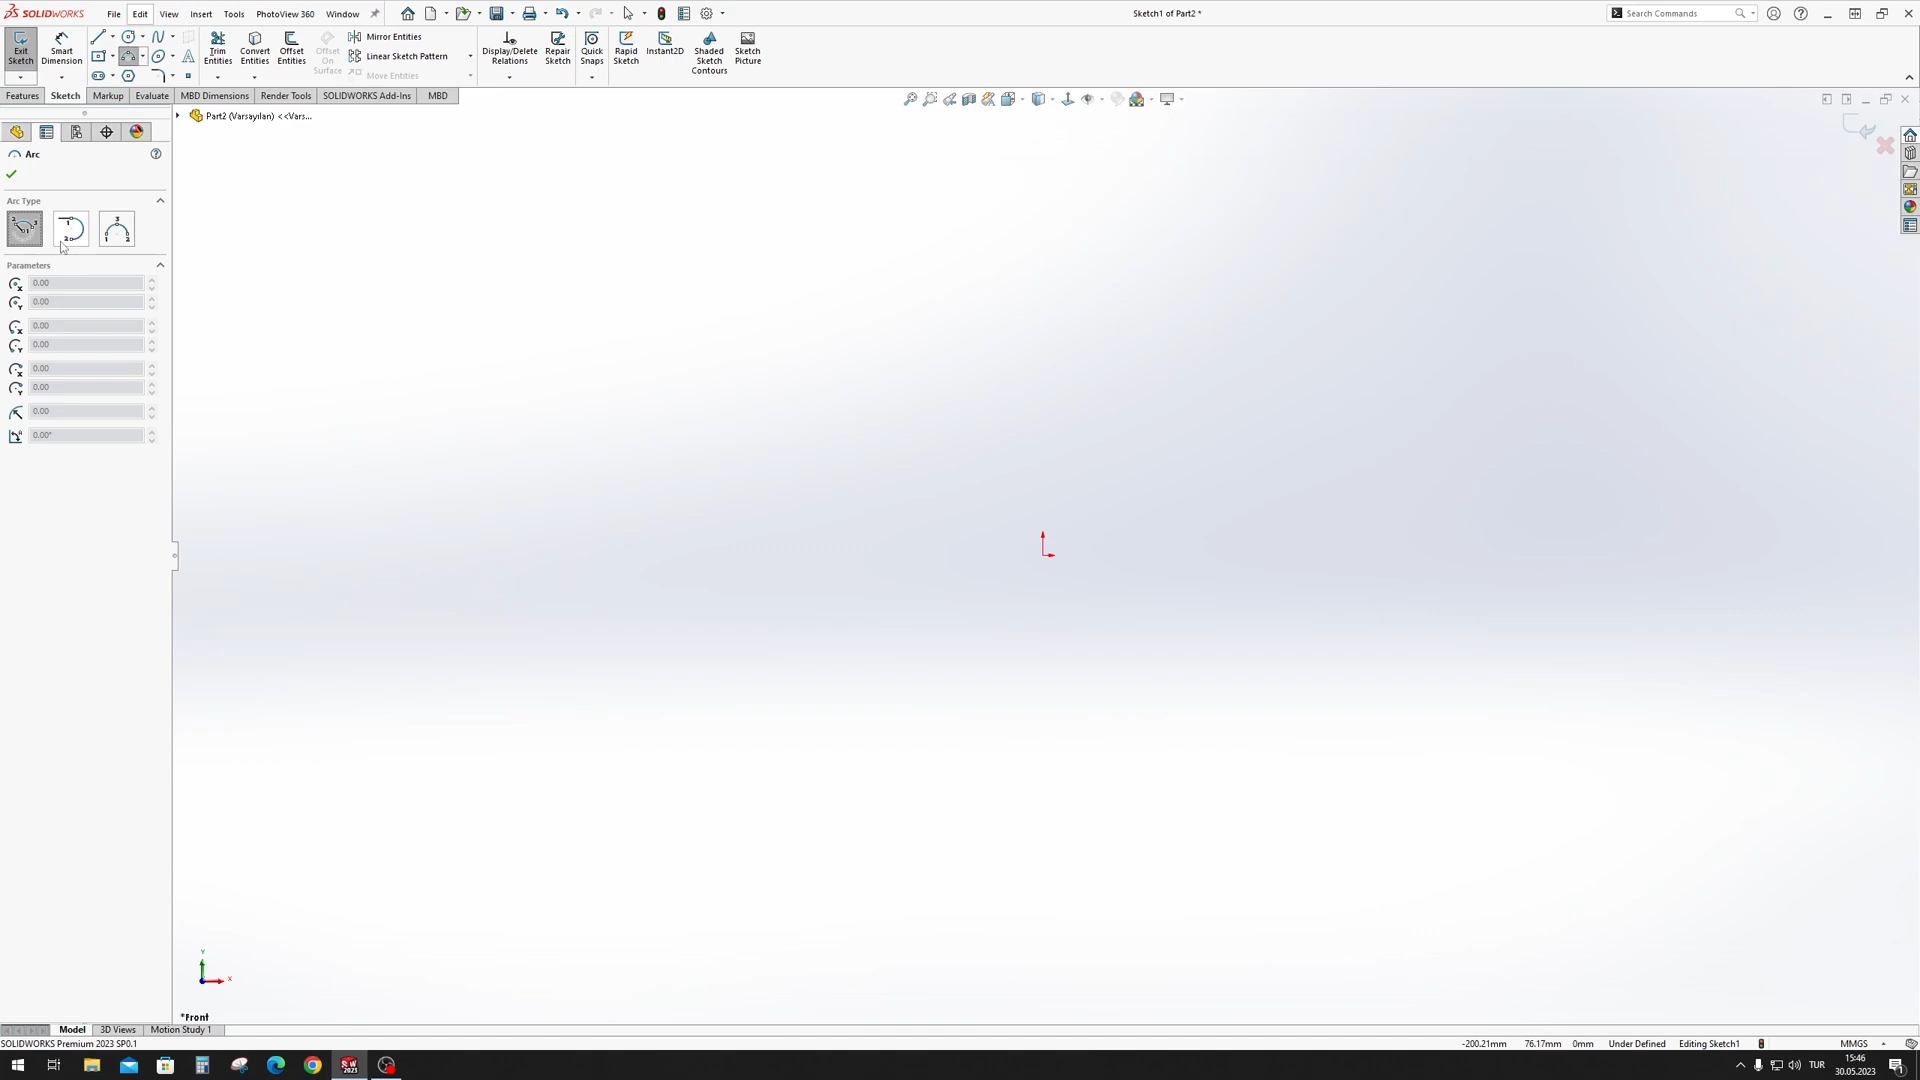 SOLIDWORKS File Edit View Insert Tools PhotoView 360 Window
Sketch1 of Part2 *
Search Commands
Exit Sketch
Smart Dimension
Trim Entities
Convert Entities
Offset Entities
Offset On Surface
Mirror Entities
Linear Sketch Pattern
Move Entities
Display/Delete Relations
Repair Sketch
Quick Snaps
Rapid Sketch
Instant2D
Shaded Sketch Contours
Sketch Picture
Features Sketch Markup Evaluate MBD Dimensions Render Tools SOLIDWORKS Add-Ins MBD
Part2 (Varsayılan) <<Vars...
Arc
Arc Type
Parameters
0.00
0.00
0.00
0.00
0.00
0.00
0.00
0.00°
Y
X
*Front
Model 3D Views Motion Study 1
SOLIDWORKS Premium 2023 SP0.1
-200.21mm 76.17mm 0mm Under Defined Editing Sketch1 MMGS
TUR
15:46
30.05.2023